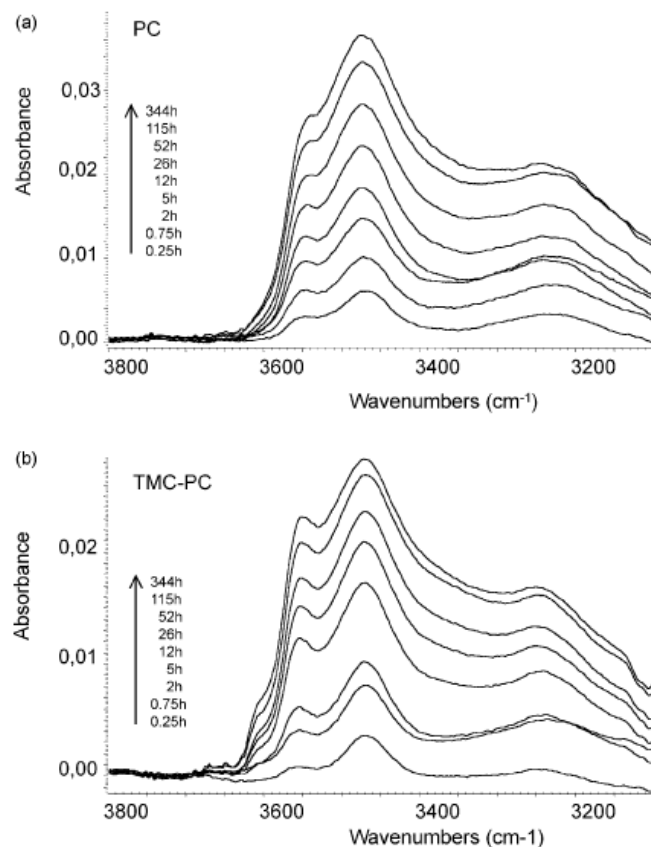 (a)
PC
0,03
0,02
0,01
0,00
Absorbance
344h
115h
52h
26h
12h
5h
2h
0.75h
0.25h
3800 3600 3400 3200
Wavenumbers (cm-1)
(b)
TMC-PC
0,02
0,01
0,00
Absorbance
344h
115h
52h
26h
12h
5h
2h
0.75h
0.25h
3800 3600 3400 3200
Wavenumbers (cm-1)